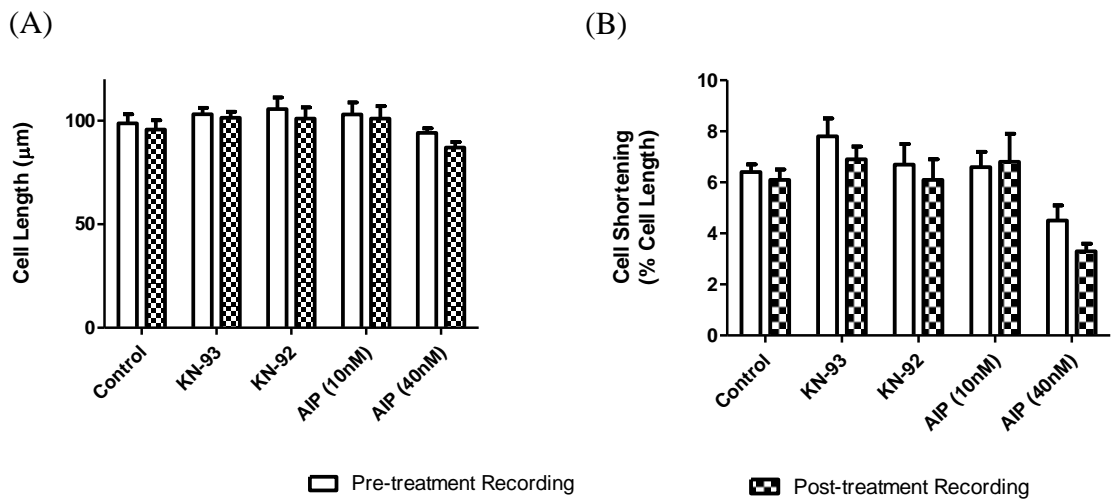 (A)
(B)
Cell Length (μm)
100
50
0
Control
KN-93
KN-92
AIP (10nM)
AIP (40nM)
Cell Shortening
(% Cell Length)
10
8
6
4
2
0
Control
KN-93
KN-92
AIP (10nM)
AIP (40nM)
Pre-treatment Recording
Post-treatment Recording